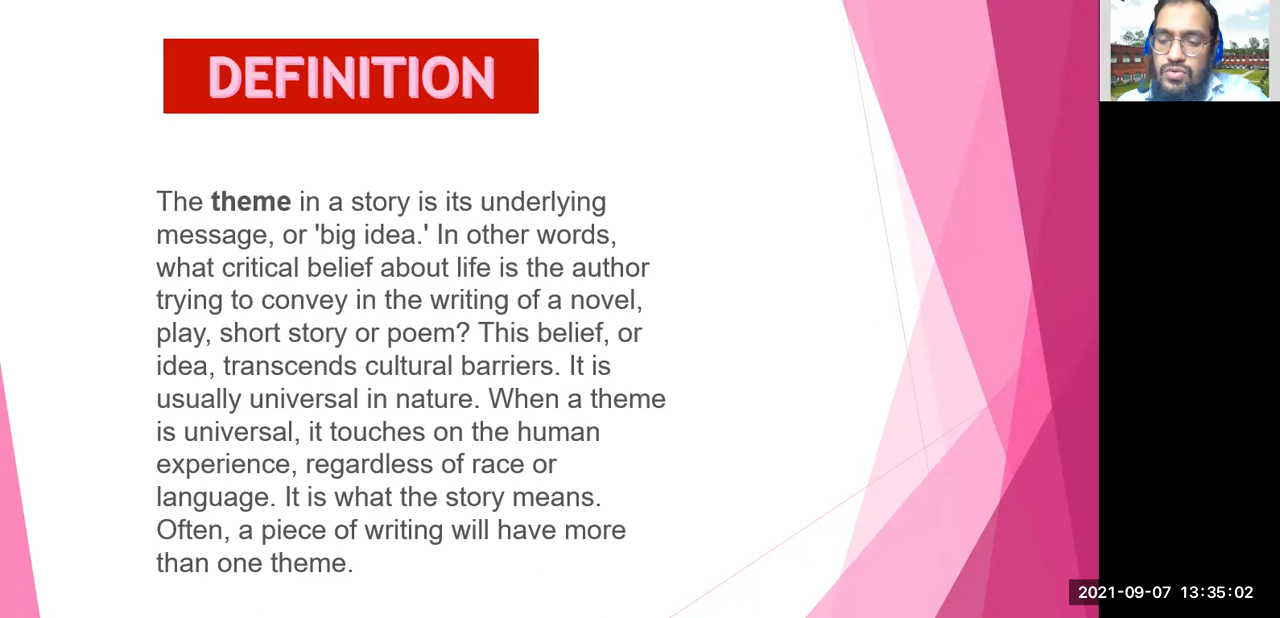 DEFINITION
The theme in a story is its underlying
message, or 'big idea.' In other words,
what critical belief about life is the author
trying to convey in the writing of a novel,
play, short story or poem? This belief, or
idea, transcends cultural barriers. It is
usually universal in nature. When a theme
is universal, it touches on the human
experience, regardless of race or
language. It is what the story means.
Often, a piece of writing will have more
than one theme.
2021-09-07 13:35:02